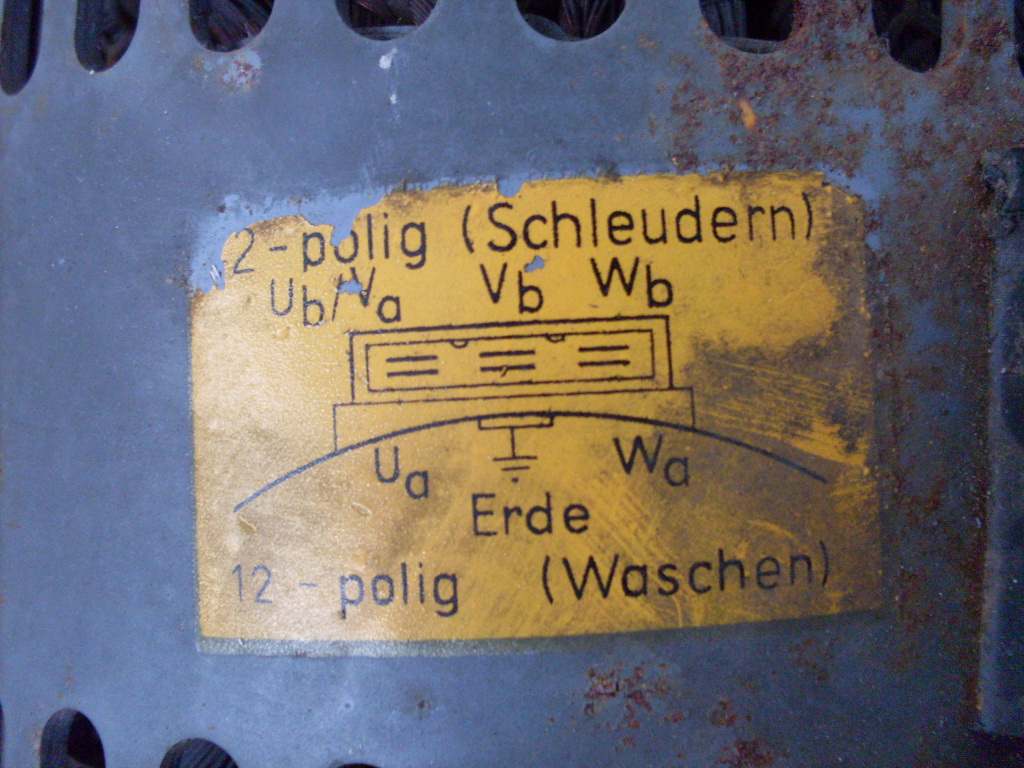 2-polig (Schleudern)
Ub/Va Vb Wb
Ua Wa
Erde
12-polig (Waschen)